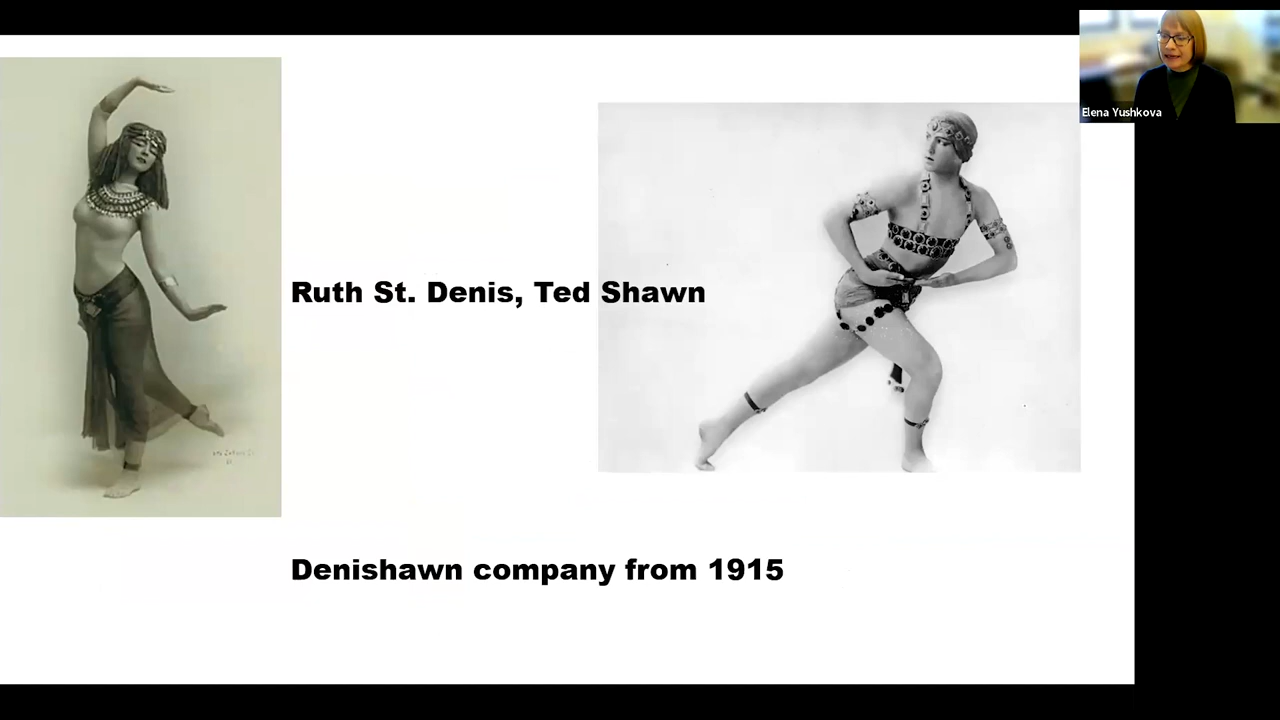 Elena Yushkova
Ruth St. Denis, Ted Shawn
Denishawn company from 1915